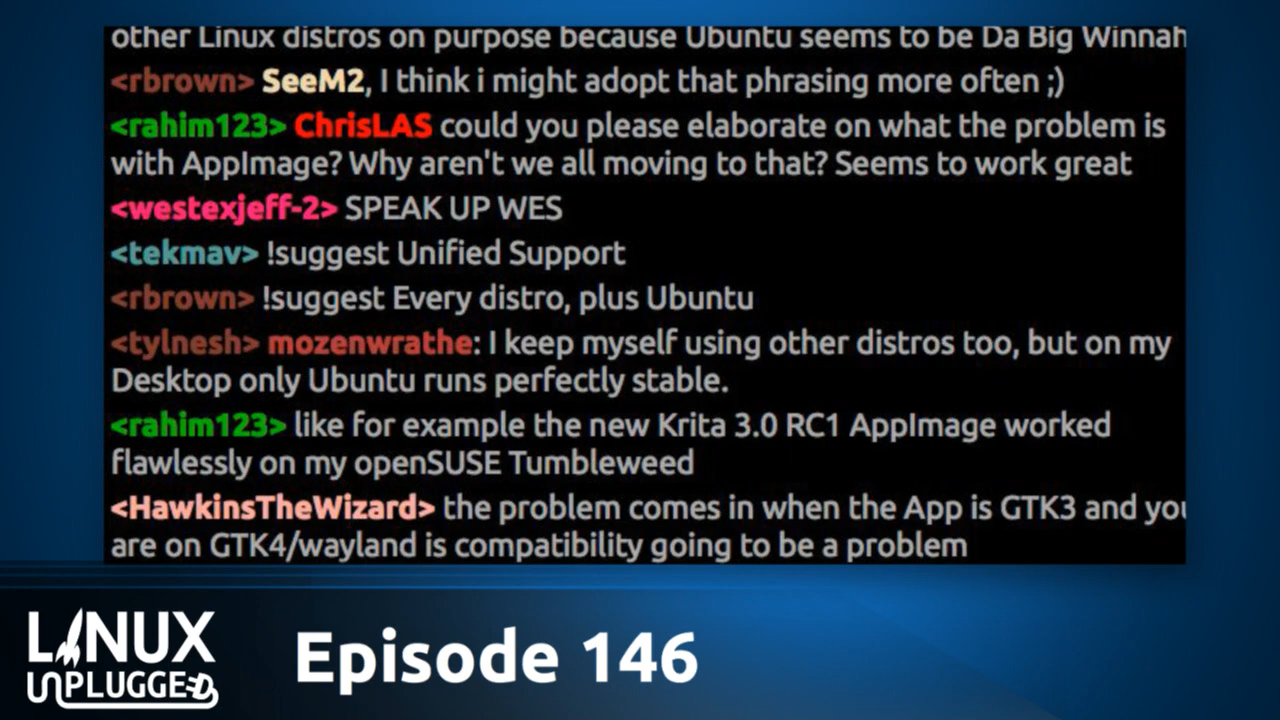 other Linux distros on purpose because Ubuntu seems to be Da Big Winnah
<rbrown> SeeM2, I think i might adopt that phrasing more often ;)
<rahim123> ChrisLAS could you please elaborate on what the problem is
with AppImage? Why aren't we all moving to that? Seems to work great
<westexjeff-2> SPEAK UP WES
<tekmav> !suggest Unified Support
<rbrown> !suggest Every distro, plus Ubuntu
<tylnesh> mozenwrathe: I keep myself using other distros too, but on my
Desktop only Ubuntu runs perfectly stable.
<rahim123> like for example the new Krita 3.0 RC1 AppImage worked
flawlessly on my openSUSE Tumbleweed
<HawkinsTheWizard> the problem comes in when the App is GTK3 and you
are on GTK4/wayland is compatibility going to be a problem
LINUX
UNPLUGGED
Episode 146